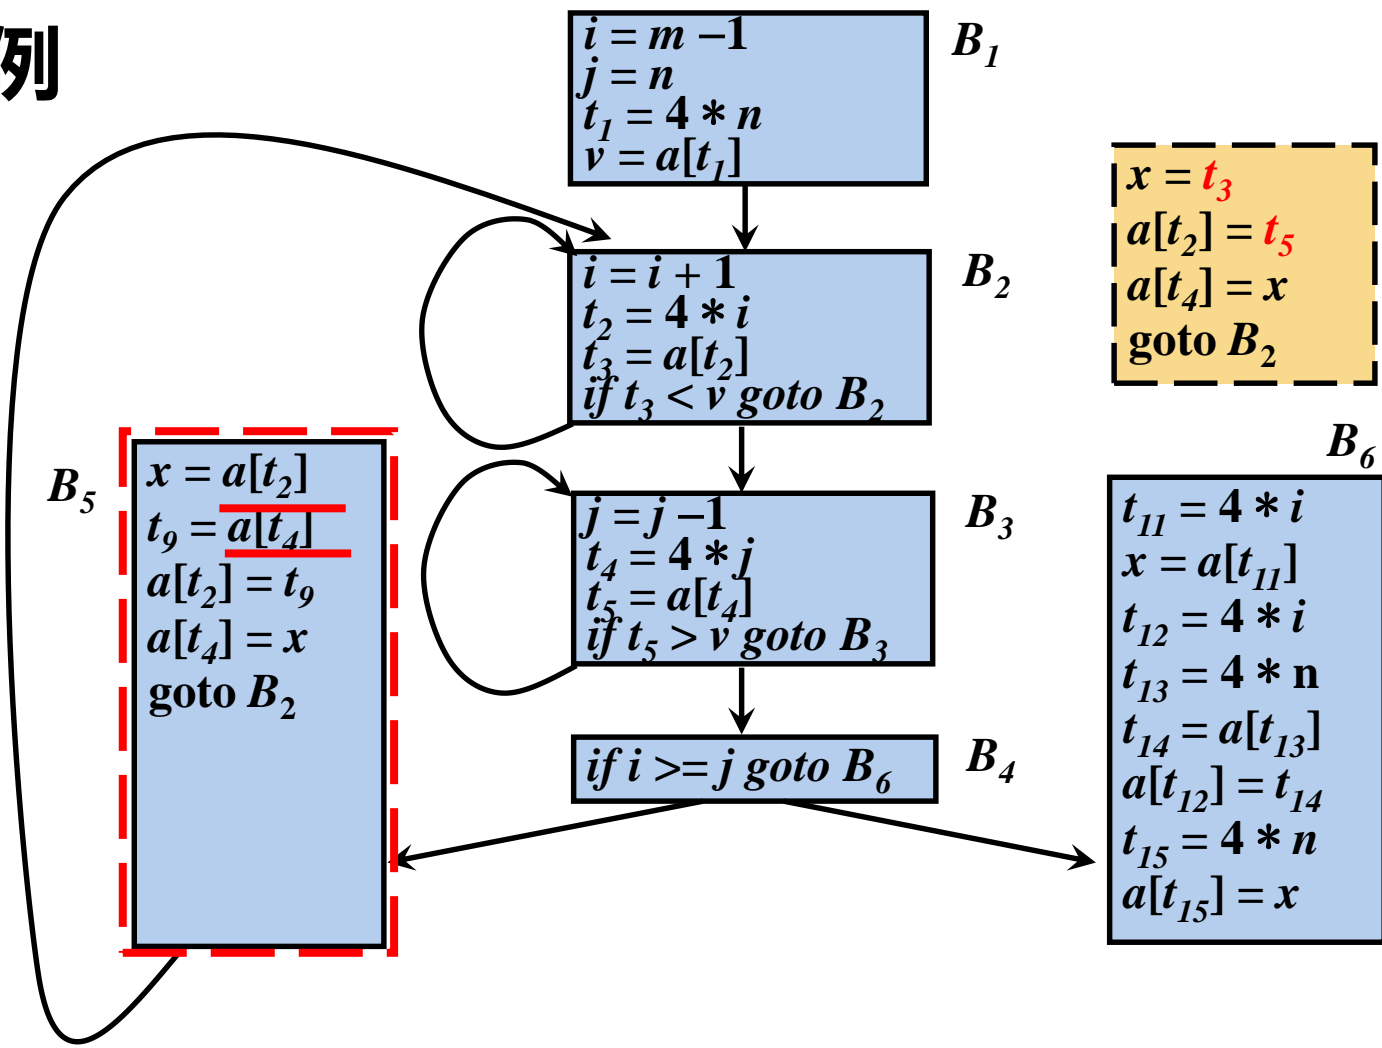 例
i = m −1
j = n
t₁ = 4 * n
v = a[t₁]
B₁
i = i + 1
t₂ = 4 * i
t₃ = a[t₂]
if t₃ < v goto B₂
B₂
x = t₃
a[t₂] = t₅
a[t₄] = x
goto B₂
B₅
x = a[t₂]
t₉ = a[t₄]
a[t₂] = t₉
a[t₄] = x
goto B₂
j = j −1
t₄ = 4 * j
t₅ = a[t₄]
if t₅ > v goto B₃
B₃
if i >= j goto B₆
B₄
B₆
t₁₁ = 4 * i
x = a[t₁₁]
t₁₂ = 4 * i
t₁₃ = 4 * n
t₁₄ = a[t₁₃]
a[t₁₂] = t₁₄
t₁₅ = 4 * n
a[t₁₅] = x